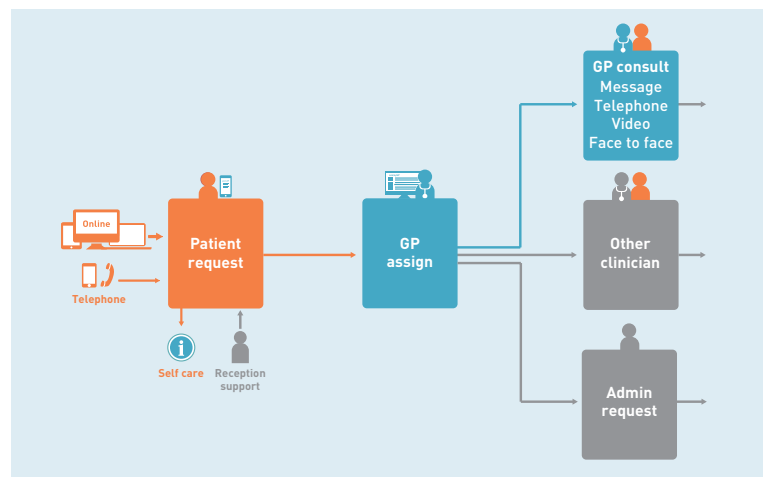 Online
Telephone
Patient
request
Self care
Reception
support
GP
assign
GP consult
Message
Telephone
Video
Face to face
Other
clinician
Admin
request